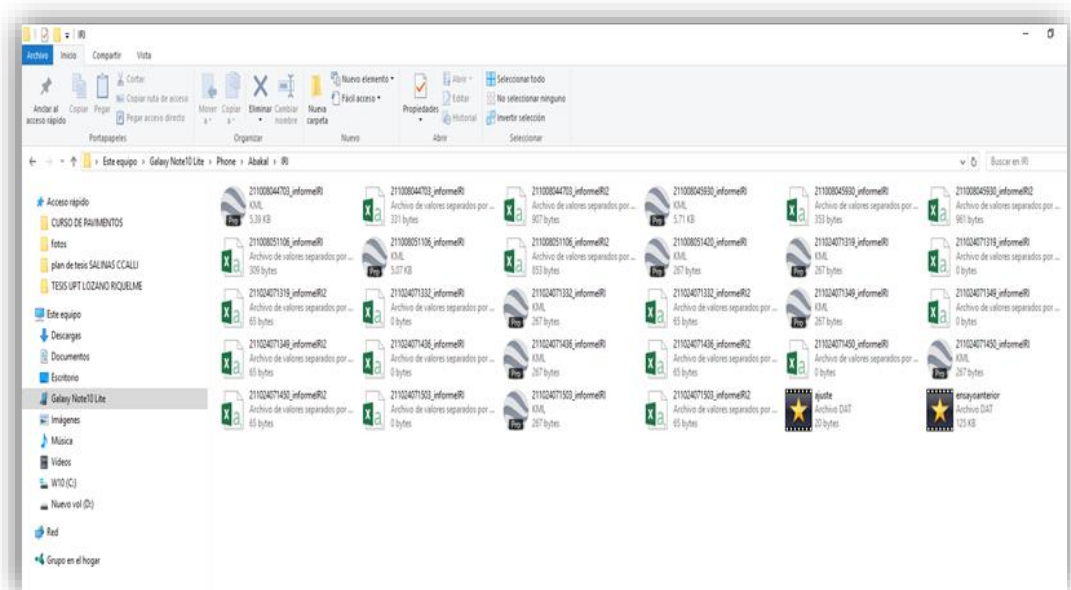 IRI
Archivo Inicio Compartir Vista
Anclar al acceso rápido
Copiar
Pegar
Cortar
Copiar ruta de acceso
Pegar acceso directo
Portapapeles
Mover a
Copiar a
Eliminar
Cambiar nombre
Organizar
Nueva carpeta
Nuevo elemento
Fácil acceso
Nuevo
Propiedades
Abrir
Editar
Historial
Abrir
Seleccionar todo
No seleccionar ninguno
Invertir selección
Seleccionar
Este equipo > Galaxy Note10 Lite > Phone > Abakal > IRI
Buscar en IRI
Acceso rápido
CURSO DE PAVIMENTOS
fotos
plan de tesis SALINAS CCALLI
TESIS UPT LOZANO RIQUELME
Este equipo
Descargas
Documentos
Escritorio
Galaxy Note10 Lite
Imágenes
Música
Vídeos
W10 (C:)
Nuevo vol (D:)
Red
Grupo en el hogar
211008044703_informeIRI
KML
5.39 KB
211008044703_informeIRI
Archivo de valores separados por ...
331 bytes
211008044703_informeIRI2
Archivo de valores separados por ...
907 bytes
211008045930_informeIRI
KML
5.71 KB
211008045930_informeIRI
Archivo de valores separados por ...
353 bytes
211008045930_informeIRI2
Archivo de valores separados por ...
961 bytes
211008051106_informeIRI
Archivo de valores separados por ...
309 bytes
211008051106_informeIRI
KML
5.07 KB
211008051106_informeIRI2
Archivo de valores separados por ...
853 bytes
211008051420_informeIRI
KML
267 bytes
211024071319_informeIRI
KML
267 bytes
211024071319_informeIRI
Archivo de valores separados por ...
0 bytes
211024071319_informeIRI2
Archivo de valores separados por ...
65 bytes
211024071332_informeIRI
Archivo de valores separados por ...
0 bytes
211024071332_informeIRI
KML
267 bytes
211024071332_informeIRI2
Archivo de valores separados por ...
65 bytes
211024071349_informeIRI
KML
267 bytes
211024071349_informeIRI
Archivo de valores separados por ...
0 bytes
211024071349_informeIRI2
Archivo de valores separados por ...
65 bytes
211024071436_informeIRI
Archivo de valores separados por ...
0 bytes
211024071436_informeIRI
KML
267 bytes
211024071436_informeIRI2
Archivo de valores separados por ...
65 bytes
211024071450_informeIRI
Archivo de valores separados por ...
0 bytes
211024071450_informeIRI
KML
267 bytes
211024071450_informeIRI2
Archivo de valores separados por ...
65 bytes
211024071503_informeIRI
Archivo de valores separados por ...
0 bytes
211024071503_informeIRI
KML
267 bytes
211024071503_informeIRI2
Archivo de valores separados por ...
65 bytes
ajuste
Archivo DAT
20 bytes
ensayoanterior
Archivo DAT
125 KB